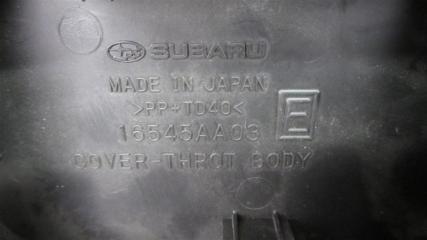 SUBARU
MADE IN JAPAN
>PP+TD40<
16545AA03 E
COVER-THROT BODY